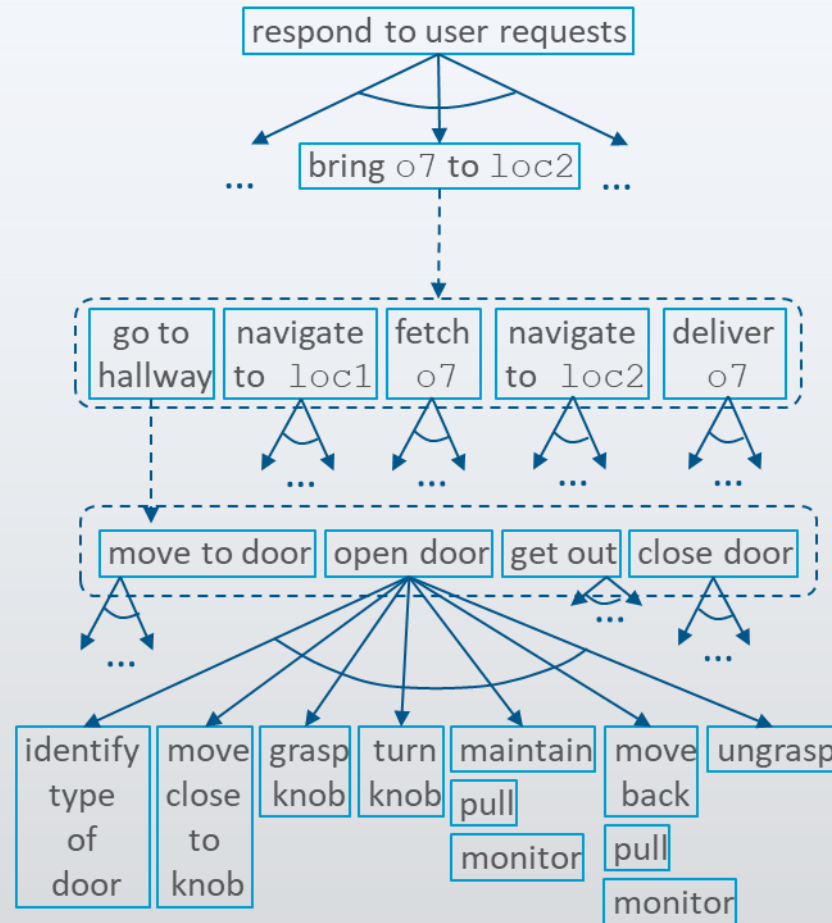 respond to user requests
bring o7 to loc2
... ...
go to navigate fetch navigate deliver
hallway to loc1 o7 to loc2 o7
... ... ... ...
move to door open door get out close door
... ... ...
identify move grasp turn maintain move ungrasp
type close knob knob pull back
of to monitor pull
door knob monitor